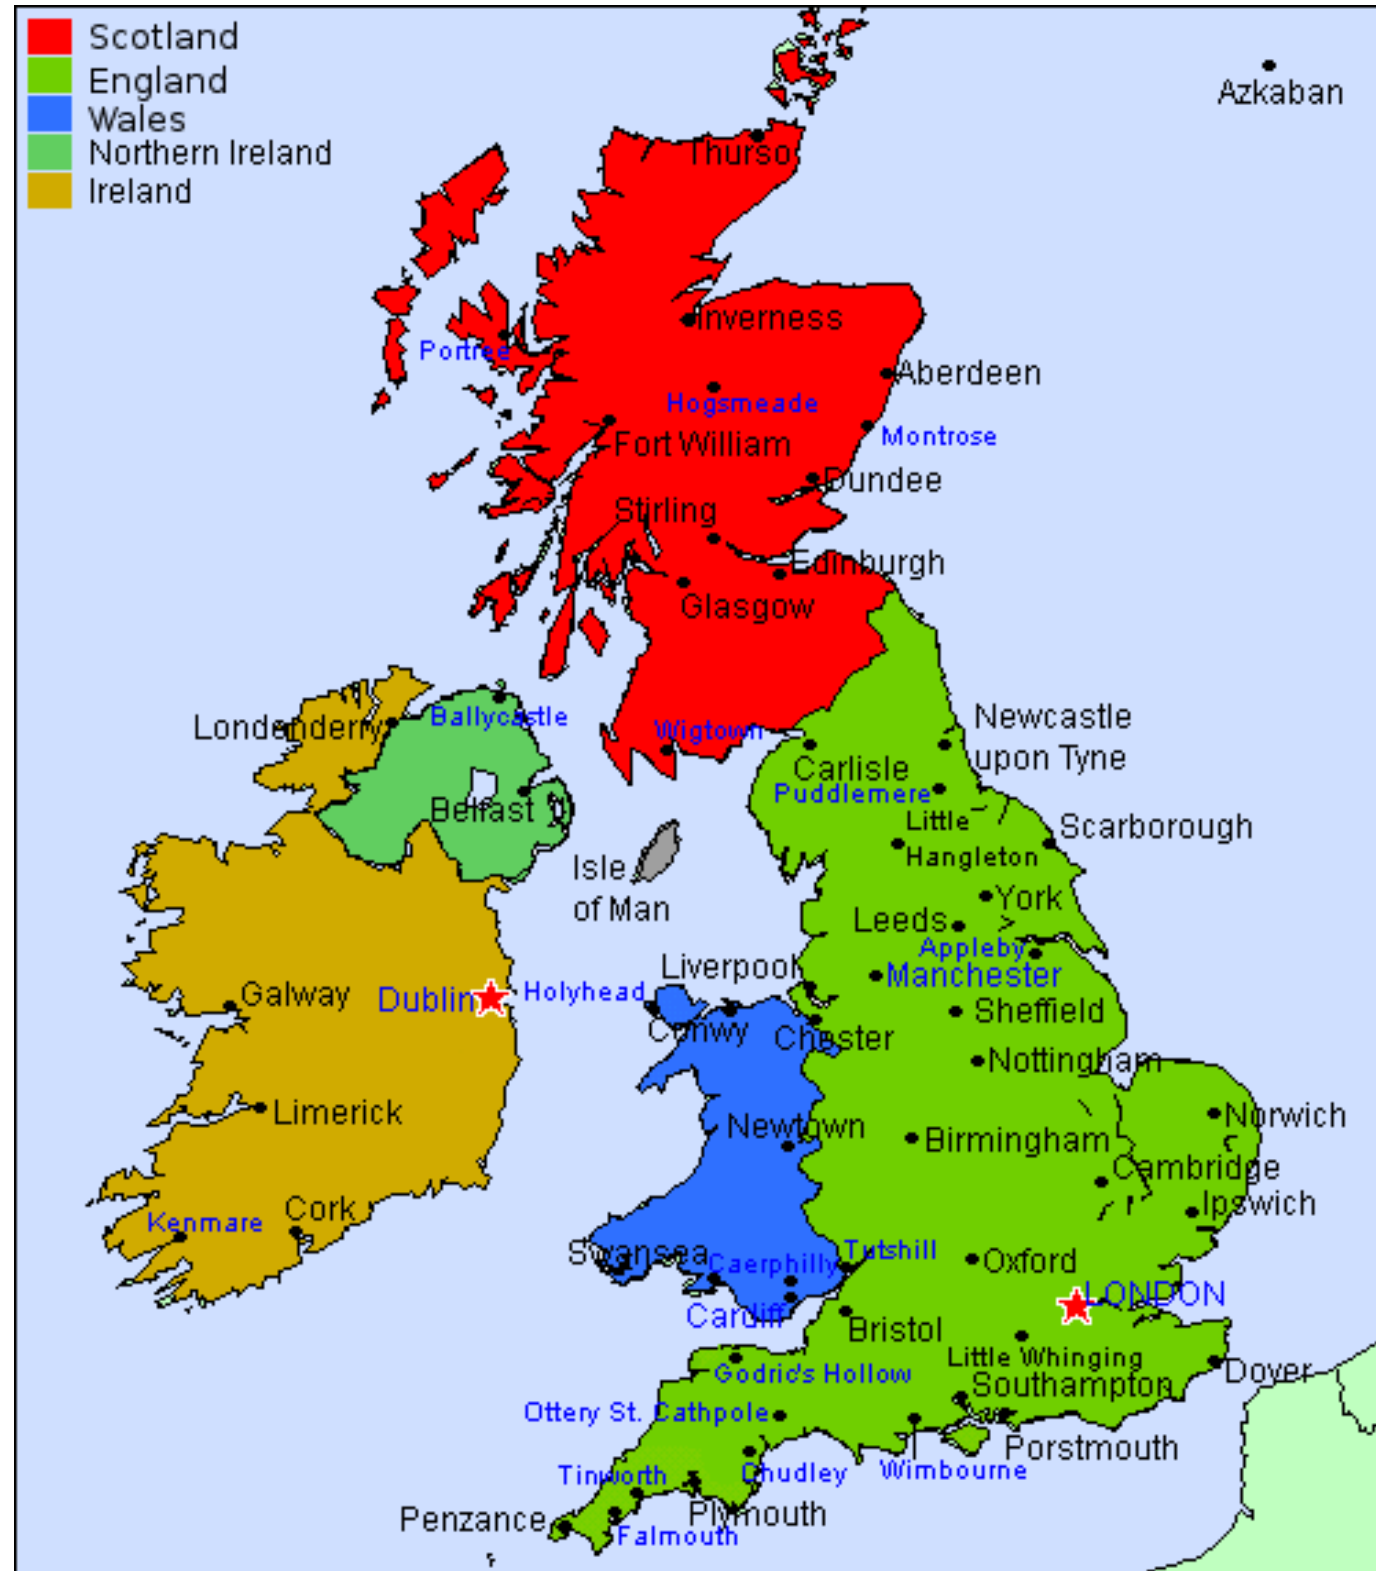 Scotland
England
Wales
Northern Ireland
Ireland
Azkaban
Thurso
Inverness
Portree
Aberdeen
Hogsmeade
Montrose
Fort William
Dundee
Stirling
Edinburgh
Glasgow
Londenderry
Ballycastle
Wigtown
Newcastle
upon Tyne
Carlisle
Puddlemere
Belfast
Little
Hangleton
Scarborough
Isle
of Man
York
Leeds
Appleby
Liverpool
Manchester
Galway
Dublin
Holyhead
Conwy
Chester
Sheffield
Nottingham
Limerick
Newtown
Birmingham
Norwich
Cambridge
Ipswich
Kenmare
Cork
Swansea
Caerphilly
Tutshill
Oxford
LONDON
Cardiff
Bristol
Little Whinging
Dover
Godric's Hollow
Southampton
Ottery St. Cathpole
Porstmouth
Tinworth
Chudley
Wimbourne
Penzance
Plymouth
Falmouth